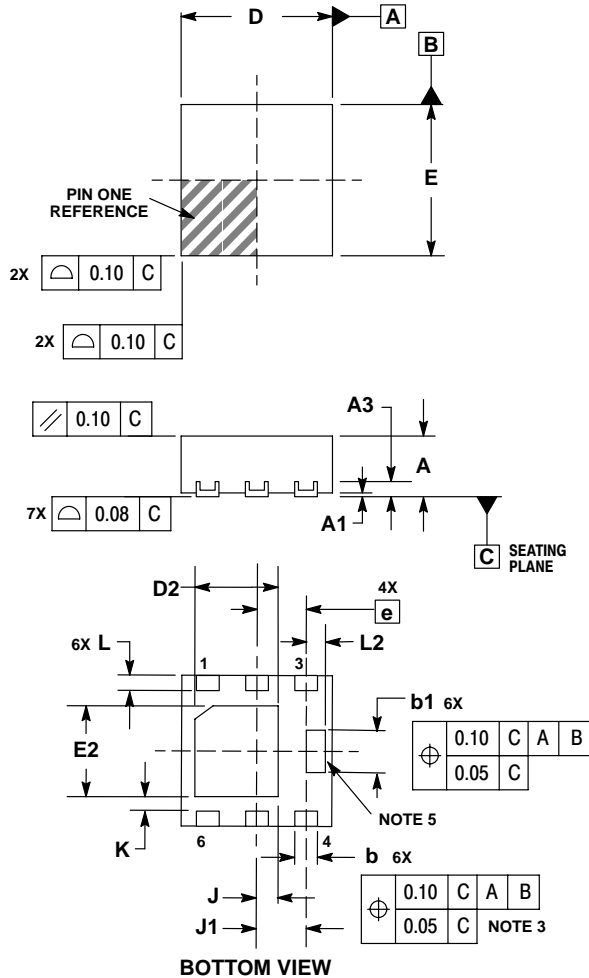 D
A
B
E
PIN ONE
REFERENCE
2X ⌓ 0.10 C
2X ⌓ 0.10 C
// 0.10 C
A3
A
7X ⌓ 0.08 C
A1
C SEATING
PLANE
D2
4X
e
6X L
L2
1
3
b1 6X
⌖ 0.10 C A B
0.05 C
E2
NOTE 5
K
6
4
b 6X
J
⌖ 0.10 C A B
0.05 C NOTE 3
J1
BOTTOM VIEW